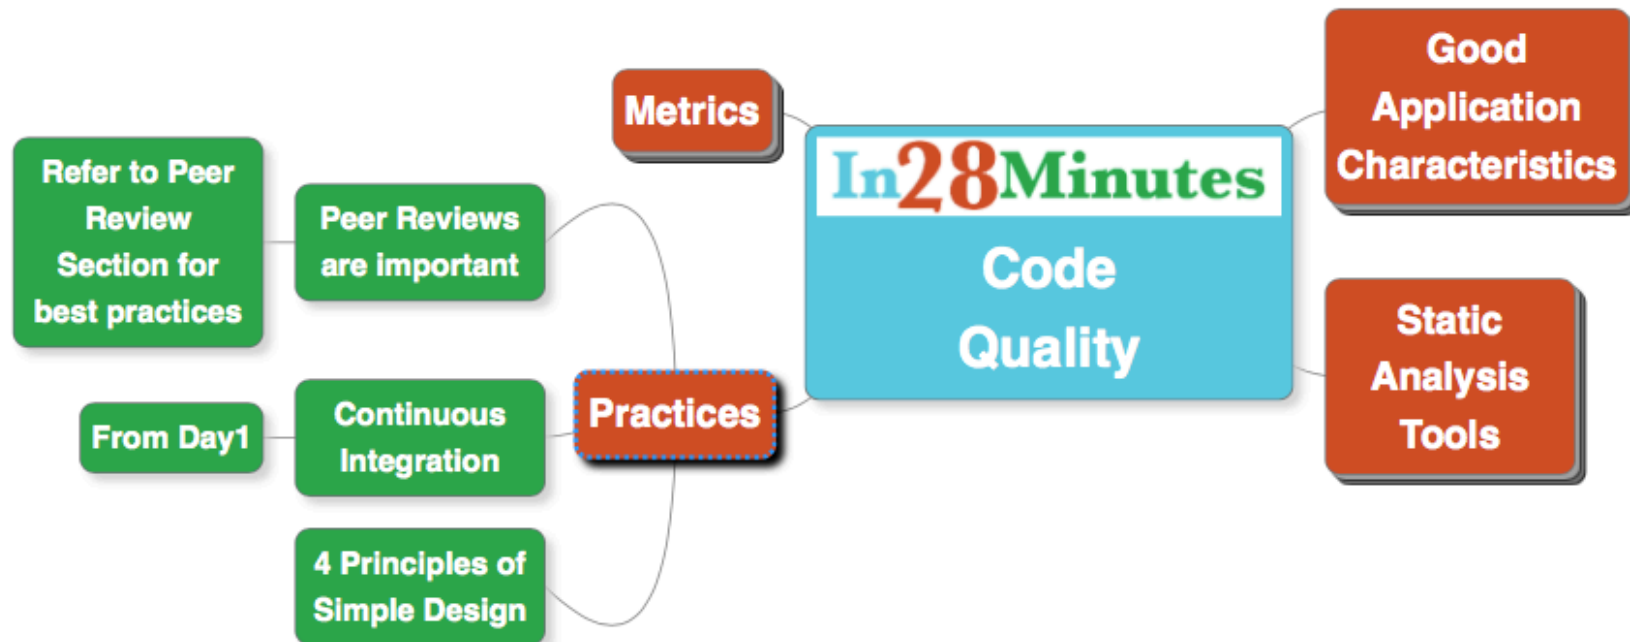 Good
Application
Characteristics
Metrics
In28Minutes
Code
Quality
Refer to Peer
Review
Section for
best practices
Peer Reviews
are important
Static
Analysis
Tools
Practices
From Day1
Continuous
Integration
4 Principles of
Simple Design